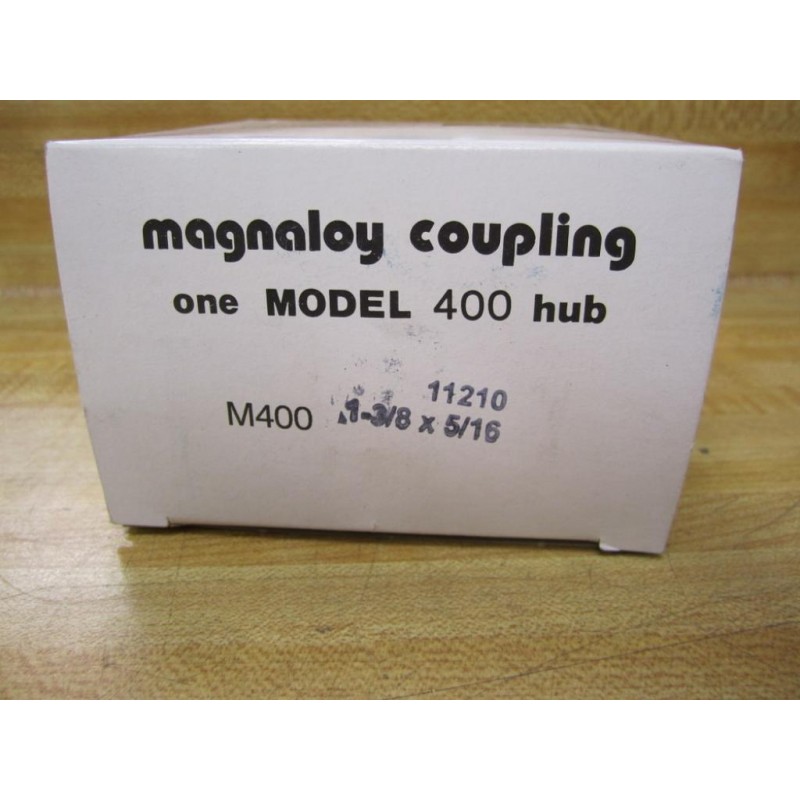 magnaloy coupling
one MODEL 400 hub
11210
M400 1-3/8 x 5/16